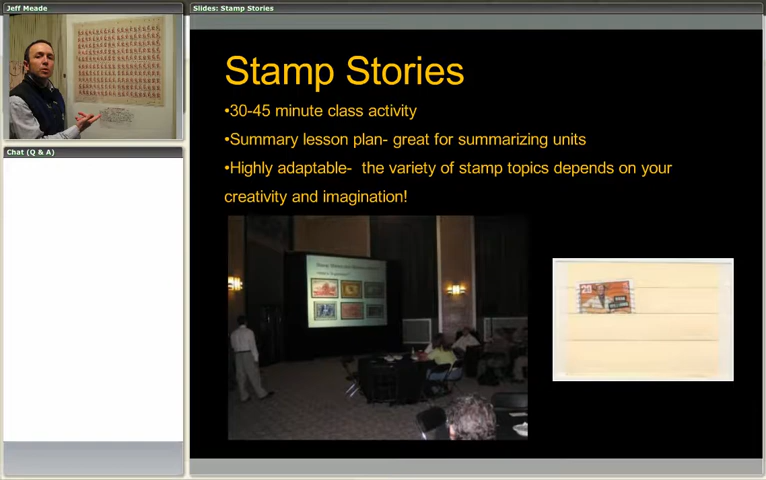 Jeff Meade
Slides: Stamp Stories
Chat (Q & A)
Stamp Stories
•30-45 minute class activity
•Summary lesson plan- great for summarizing units
•Highly adaptable-  the variety of stamp topics depends on your
creativity and imagination!